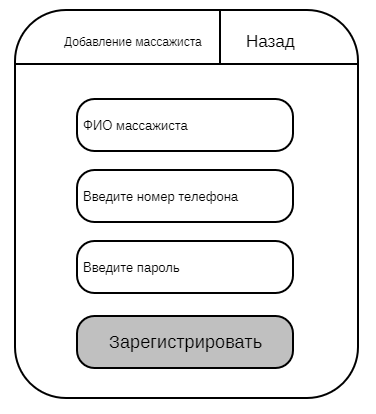 Добавление массажиста
Назад
ФИО массажиста
Введите номер телефона
Введите пароль
Зарегистрировать